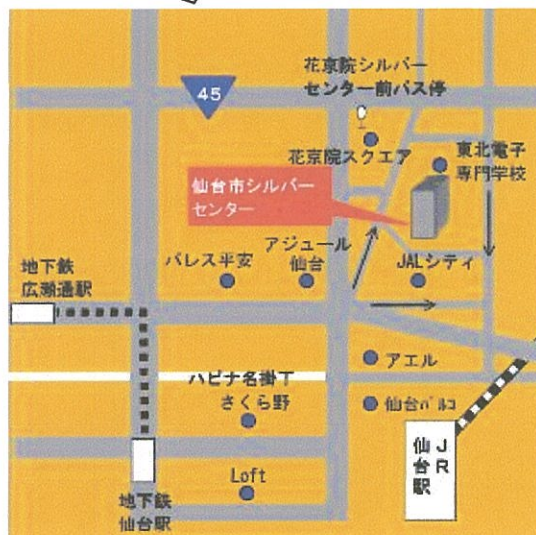 花京院シルバー
センター前バス停
45
花京院スクエア
東北電子
専門学校
仙台市シルバー
センター
アジュール
仙台
パレス平安
JALシティ
地下鉄
広瀬通駅
アエル
ハピナ名掛丁
さくら野
仙台パルコ
JR
仙台駅
Loft
地下鉄
仙台駅